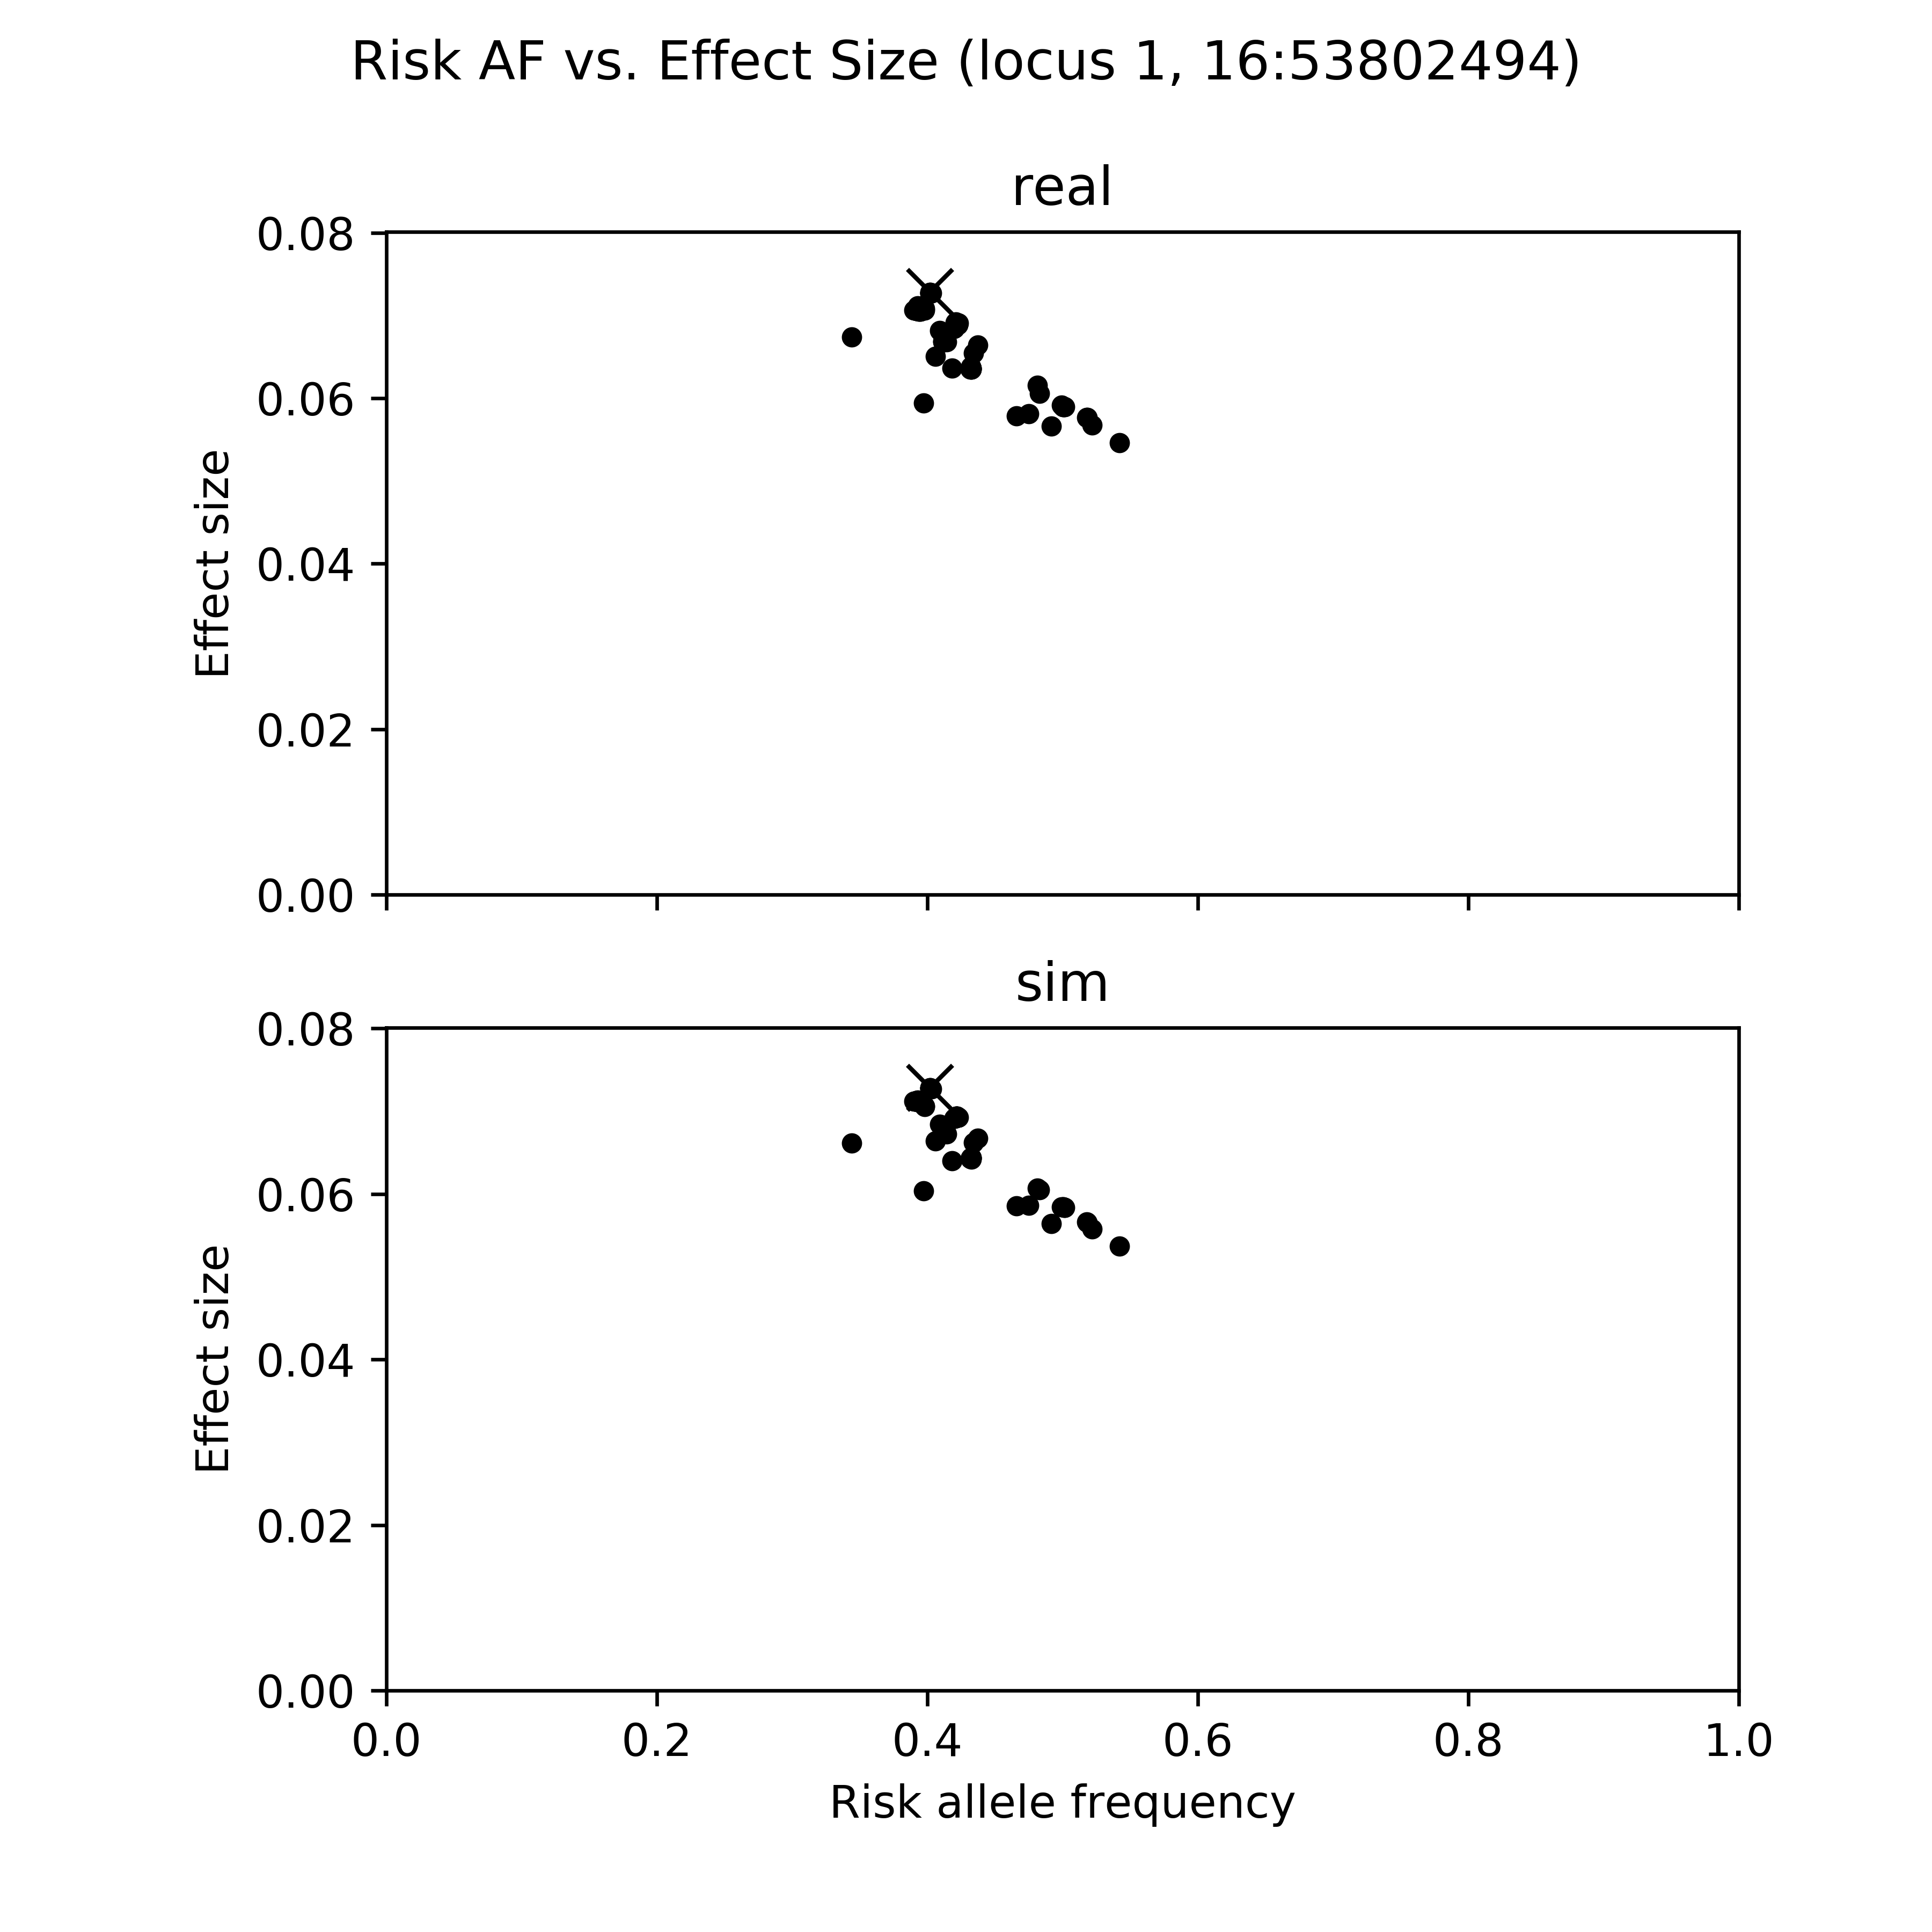 Risk AF vs. Effect Size (locus 1, 16:53802494)
real
0.08
0.06
0.04
0.02
0.00
Effect size
sim
0.08
0.06
0.04
0.02
0.00
Effect size
0.0 0.2 0.4 0.6 0.8 1.0
Risk allele frequency